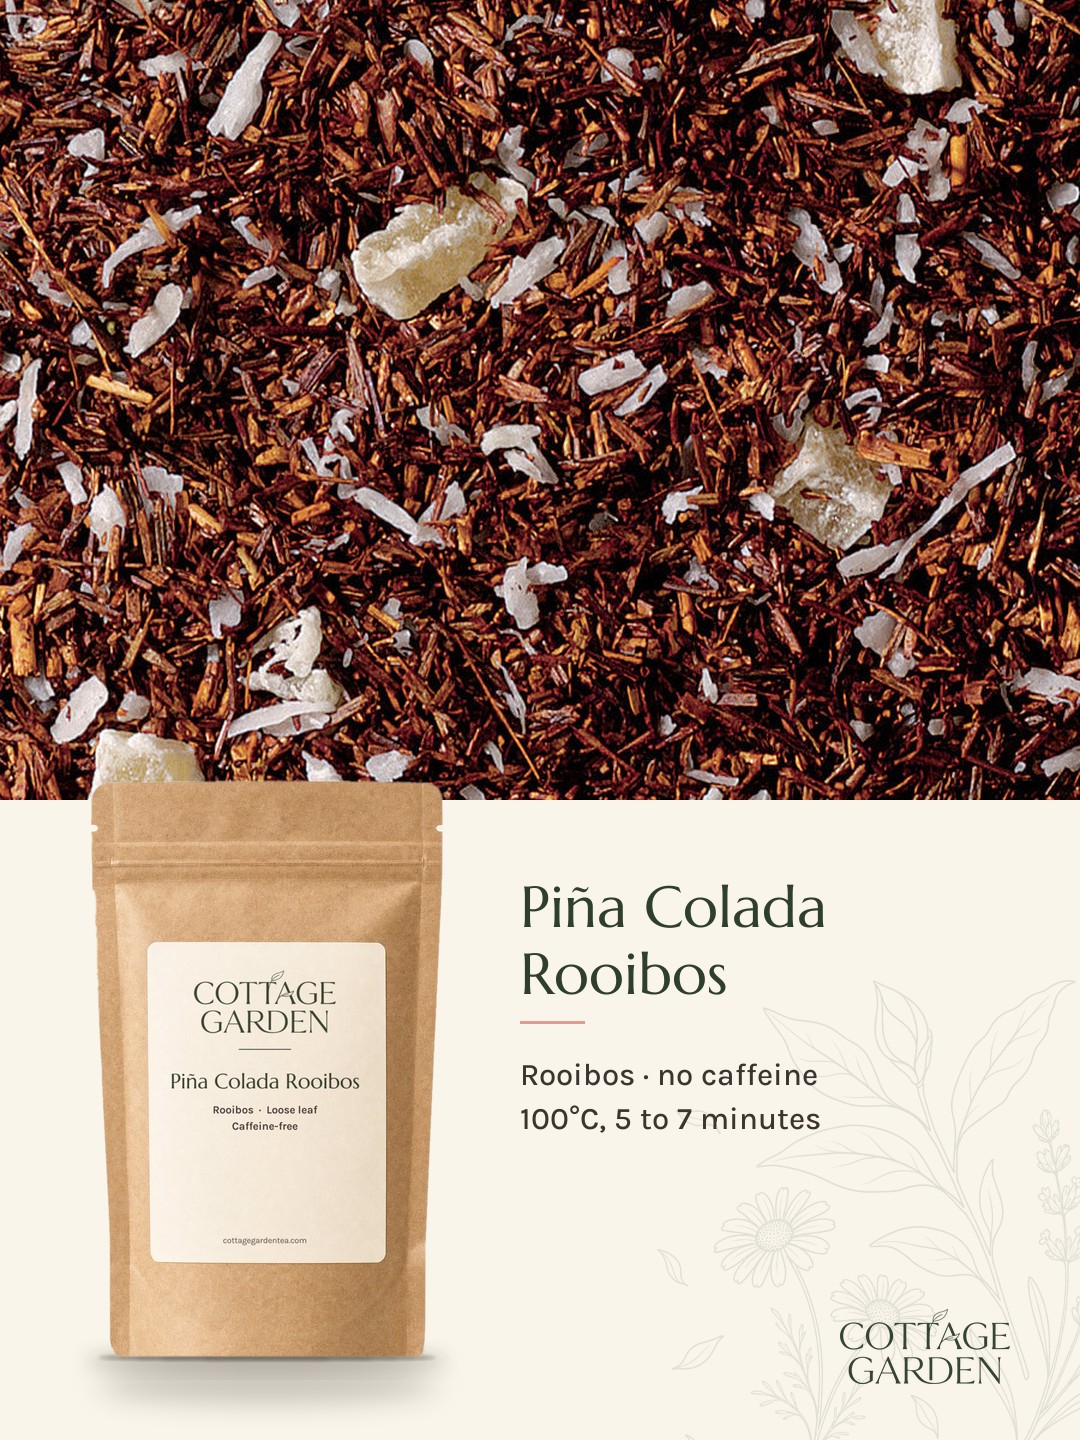 COTTAGE
GARDEN
Piña Colada Rooibos
Rooibos · Loose leaf
Caffeine-free
cottagegardentea.com
Piña Colada
Rooibos
Rooibos · no caffeine
100°C, 5 to 7 minutes
COTTAGE
GARDEN